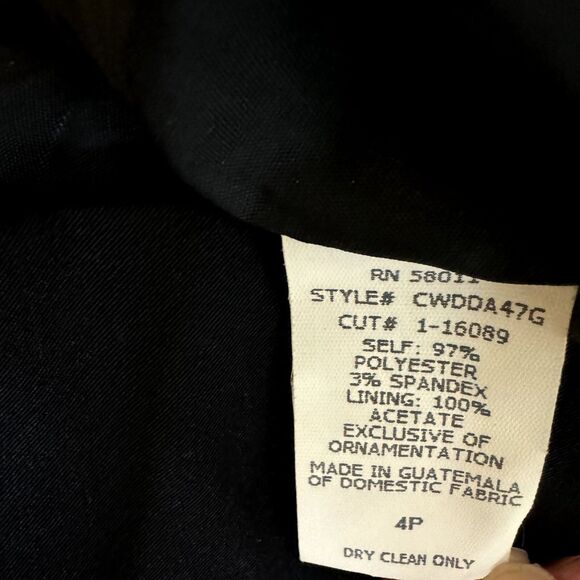 RN 58011
STYLE# CWDDA47G
CUT# 1-16089
SELF: 97%
POLYESTER
3% SPANDEX
LINING: 100%
ACETATE
EXCLUSIVE OF
ORNAMENTATION
MADE IN GUATEMALA
OF DOMESTIC FABRIC
4P
DRY CLEAN ONLY